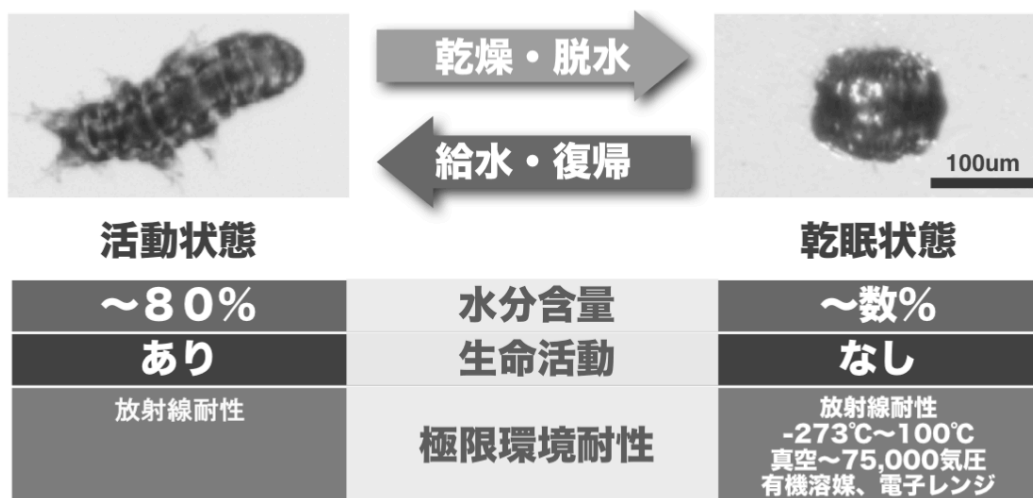 乾燥・脱水
給水・復帰
100um
活動状態
乾眠状態
〜80%
水分含量
〜数%
あり
生命活動
なし
放射線耐性
極限環境耐性
放射線耐性
-273℃〜100℃
真空〜75,000気圧
有機溶媒、電子レンジ